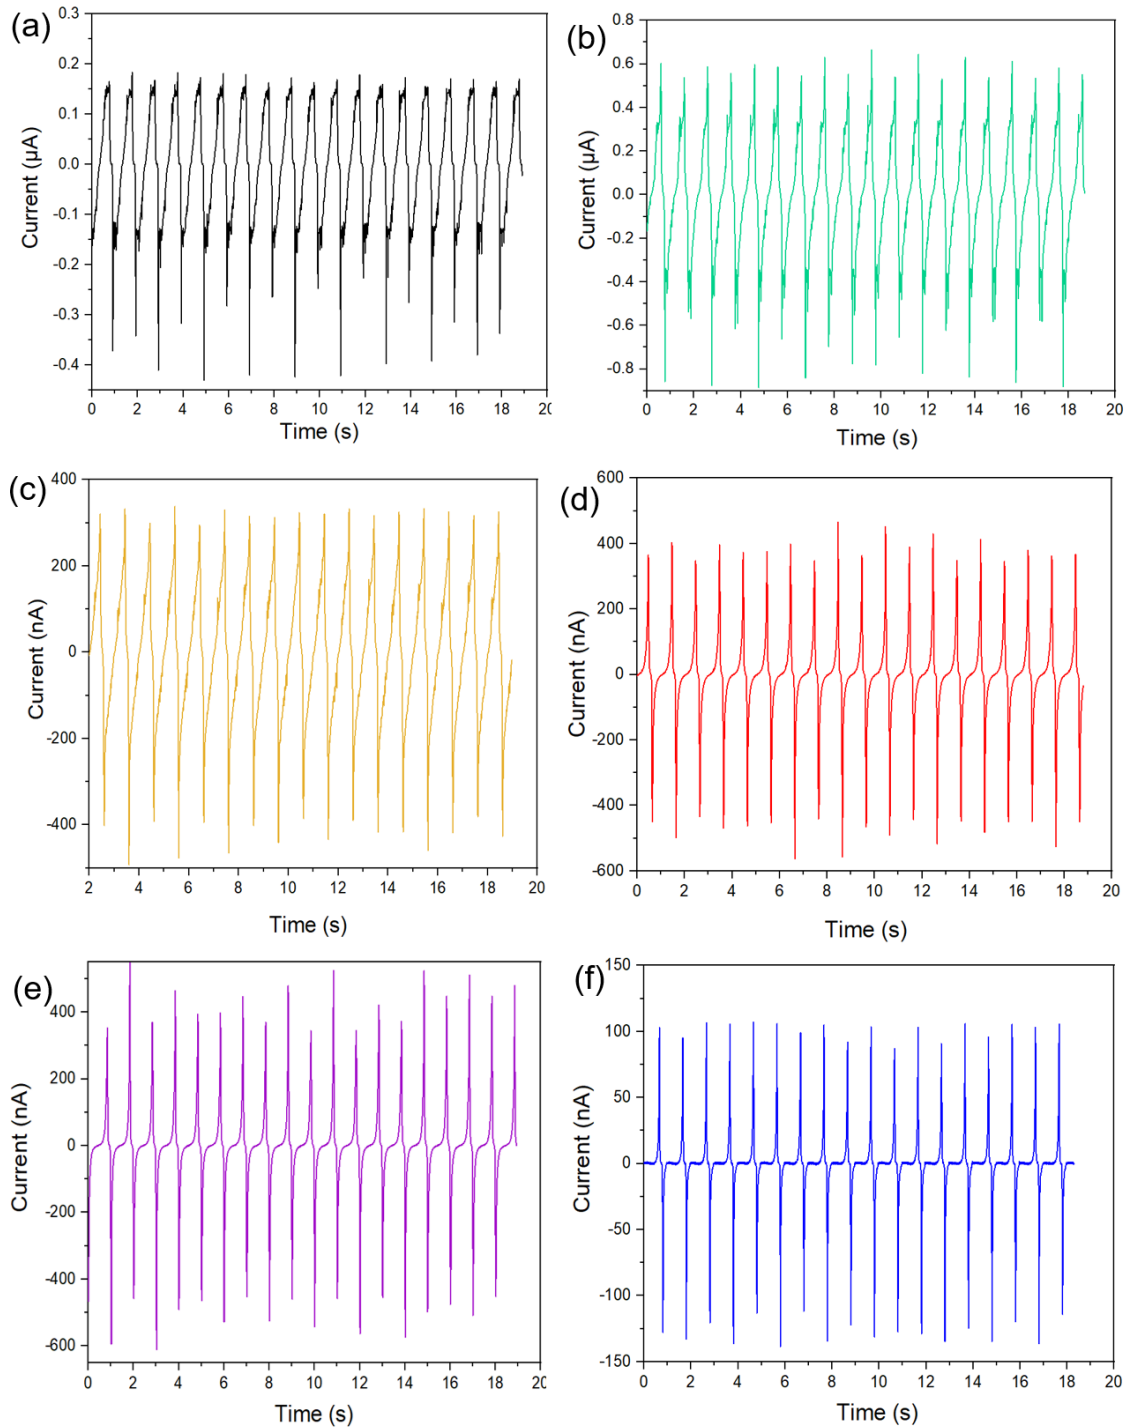 (a)
0.3
0.2
0.1
0.0
-0.1
-0.2
-0.3
-0.4
Current (µA)
0 2 4 6 8 10 12 14 16 18 20
Time (s)
(b)
0.8
0.6
0.4
0.2
0.0
-0.2
-0.4
-0.6
-0.8
Current (µA)
0 2 4 6 8 10 12 14 16 18 20
Time (s)
(c)
400
200
0
-200
-400
Current (nA)
2 4 6 8 10 12 14 16 18 20
Time (s)
(d)
600
400
200
0
-200
-400
-600
Current (nA)
0 2 4 6 8 10 12 14 16 18 20
Time (s)
(e)
400
200
0
-200
-400
-600
Current (nA)
0 2 4 6 8 10 12 14 16 18 20
Time (s)
(f)
150
100
50
0
-50
-100
-150
Current (nA)
0 2 4 6 8 10 12 14 16 18 20
Time (s)